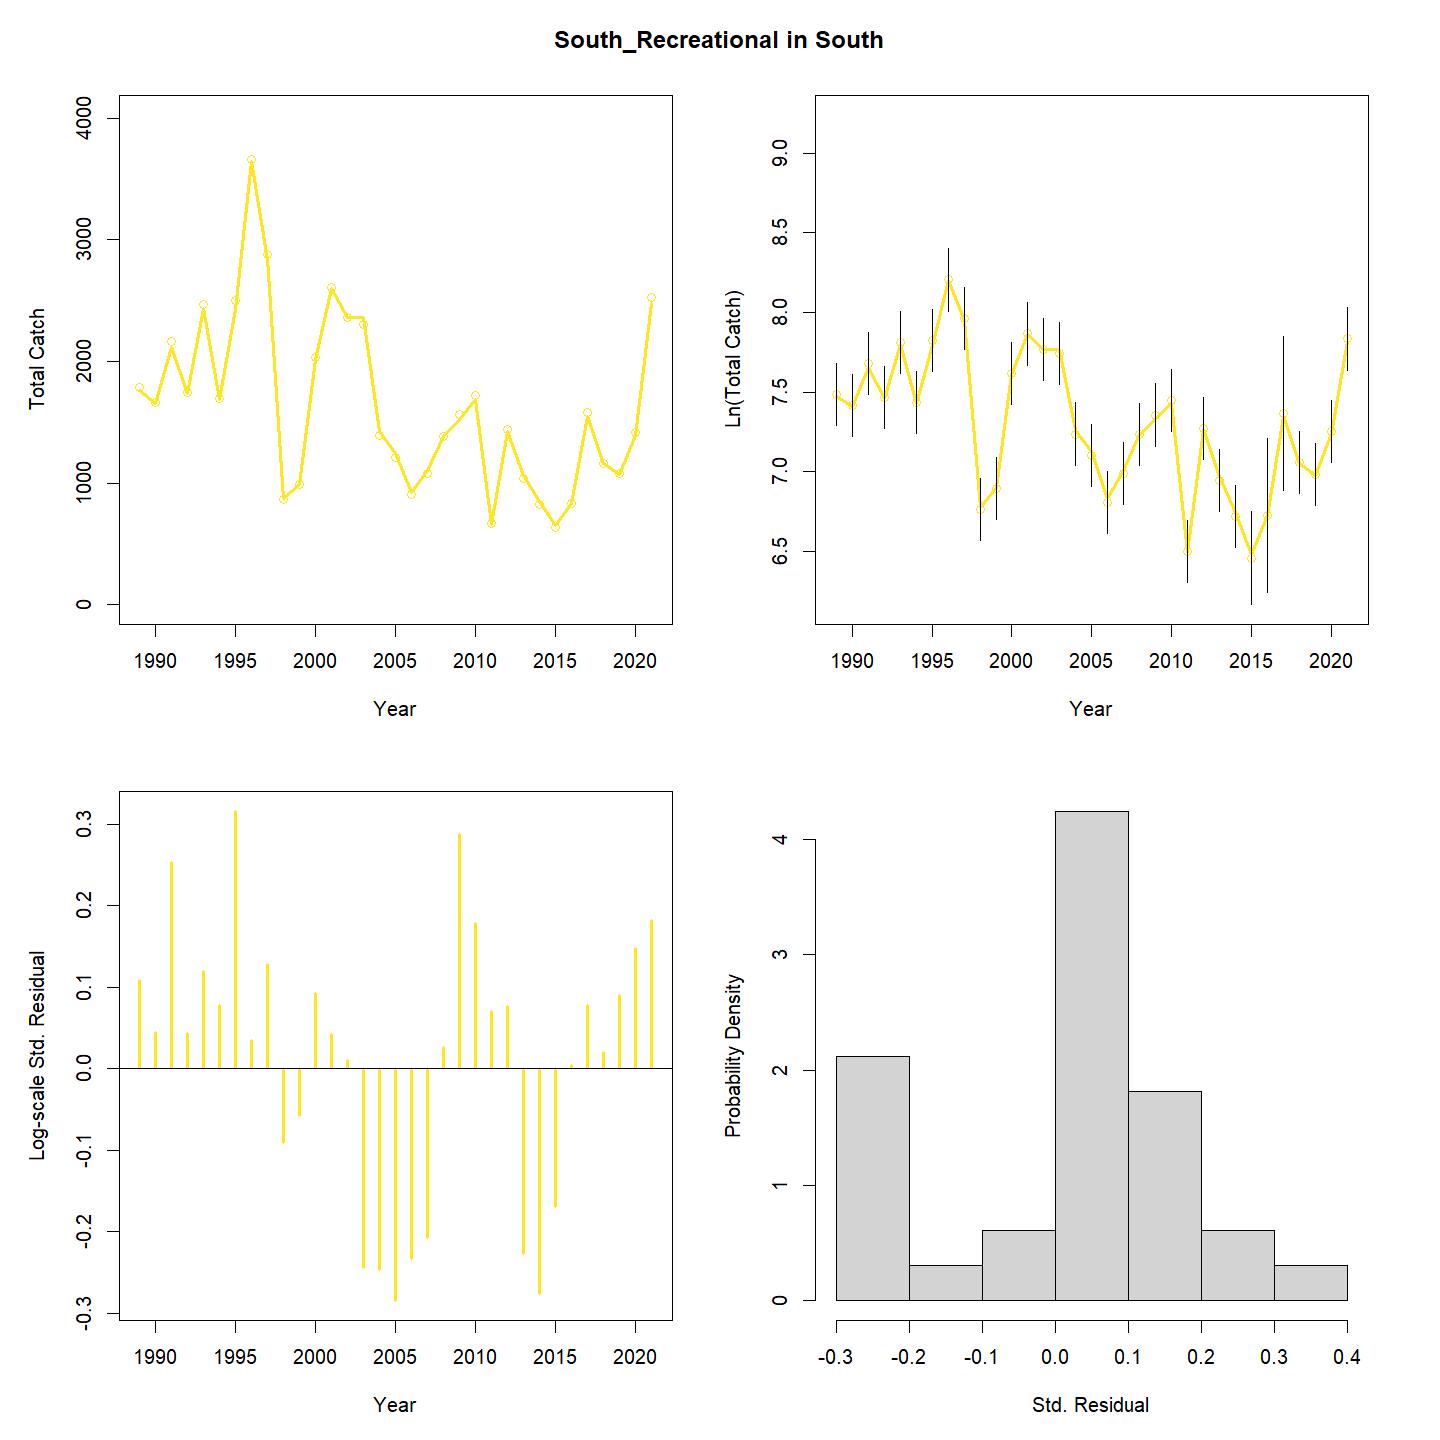 South_Recreational in South
Total Catch
4000
3000
2000
1000
0
1990 1995 2000 2005 2010 2015 2020
Year
Ln(Total Catch)
9.0
8.5
8.0
7.5
7.0
6.5
1990 1995 2000 2005 2010 2015 2020
Year
Log-scale Std. Residual
0.3
0.2
0.1
0.0
-0.1
-0.2
-0.3
1990 1995 2000 2005 2010 2015 2020
Year
Probability Density
4
3
2
1
0
-0.3 -0.2 -0.1 0.0 0.1 0.2 0.3 0.4
Std. Residual